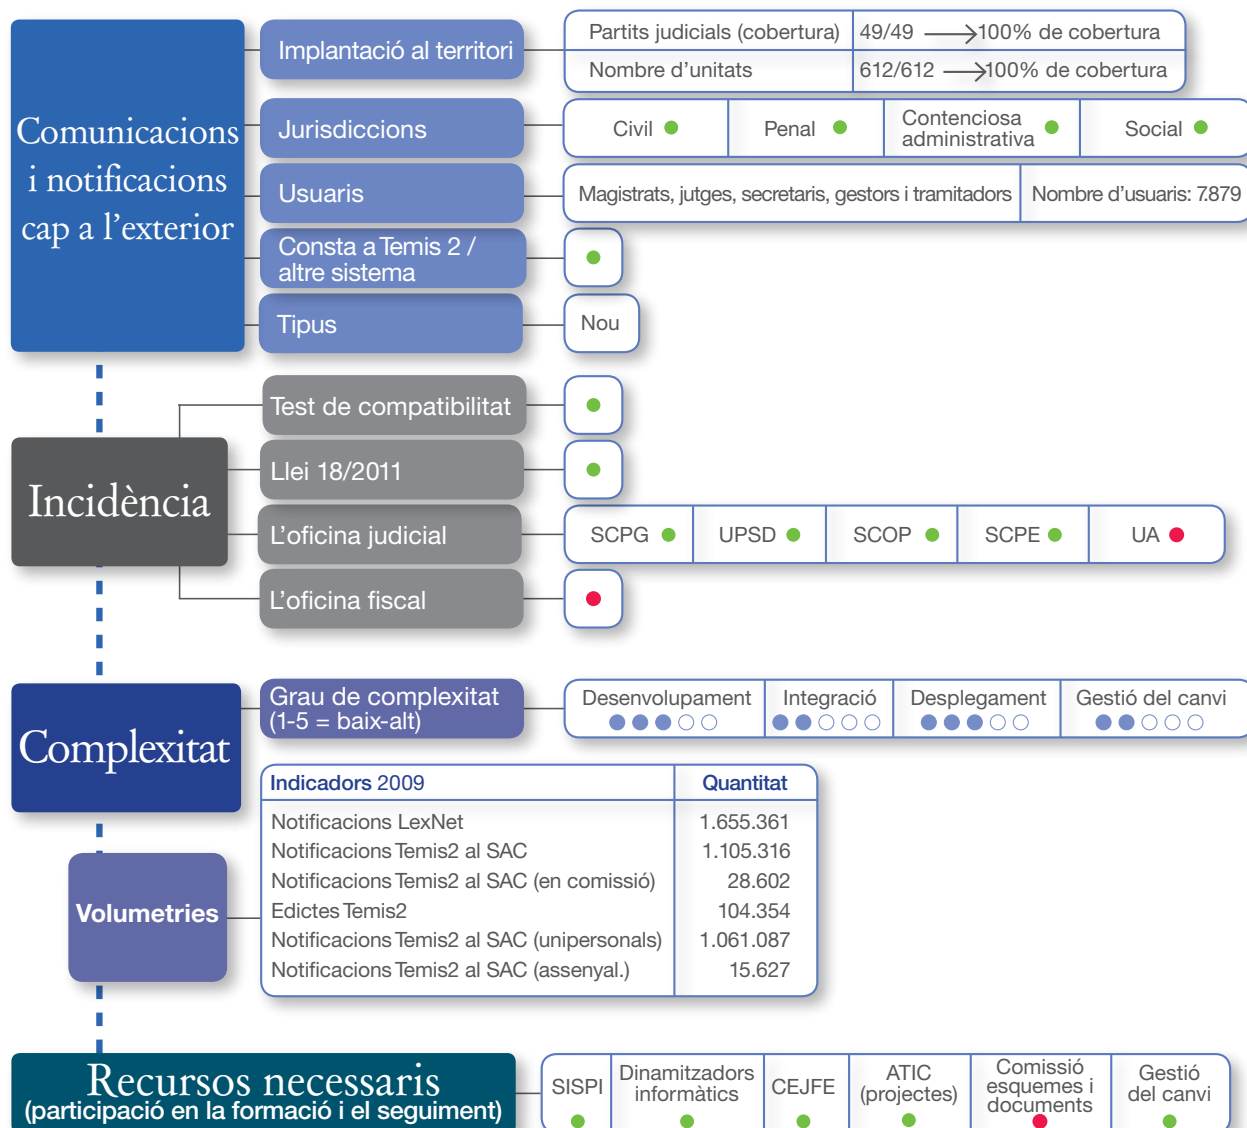 Comunicacions
i notificacions
cap a l'exterior
Implantació al territori
Partits judicials (cobertura) 49/49 100% de cobertura
Nombre d'unitats 612/612 100% de cobertura
Jurisdiccions
Civil Penal Contenciosa administrativa Social
Usuaris
Magistrats, jutges, secretaris, gestors i tramitadors Nombre d'usuaris: 7.879
Consta a Temis 2 /
altre sistema
Tipus
Nou
Incidència
Test de compatibilitat
Llei 18/2011
L'oficina judicial
SCPG UPSD SCOP SCPE UA
L'oficina fiscal
Complexitat
Grau de complexitat
(1-5 = baix-alt)
Desenvolupament Integració Desplegament Gestió del canvi
Volumetries
Indicadors 2009 Quantitat
Notificacions LexNet 1.655.361
Notificacions Temis2 al SAC 1.105.316
Notificacions Temis2 al SAC (en comissió) 28.602
Edictes Temis2 104.354
Notificacions Temis2 al SAC (unipersonals) 1.061.087
Notificacions Temis2 al SAC (assenyal.) 15.627
Recursos necessaris
(participació en la formació i el seguiment)
SISPI
Dinamitzadors
informàtics
CEJFE
ATIC
(projectes)
Comissió
esquemes i
documents
Gestió
del canvi